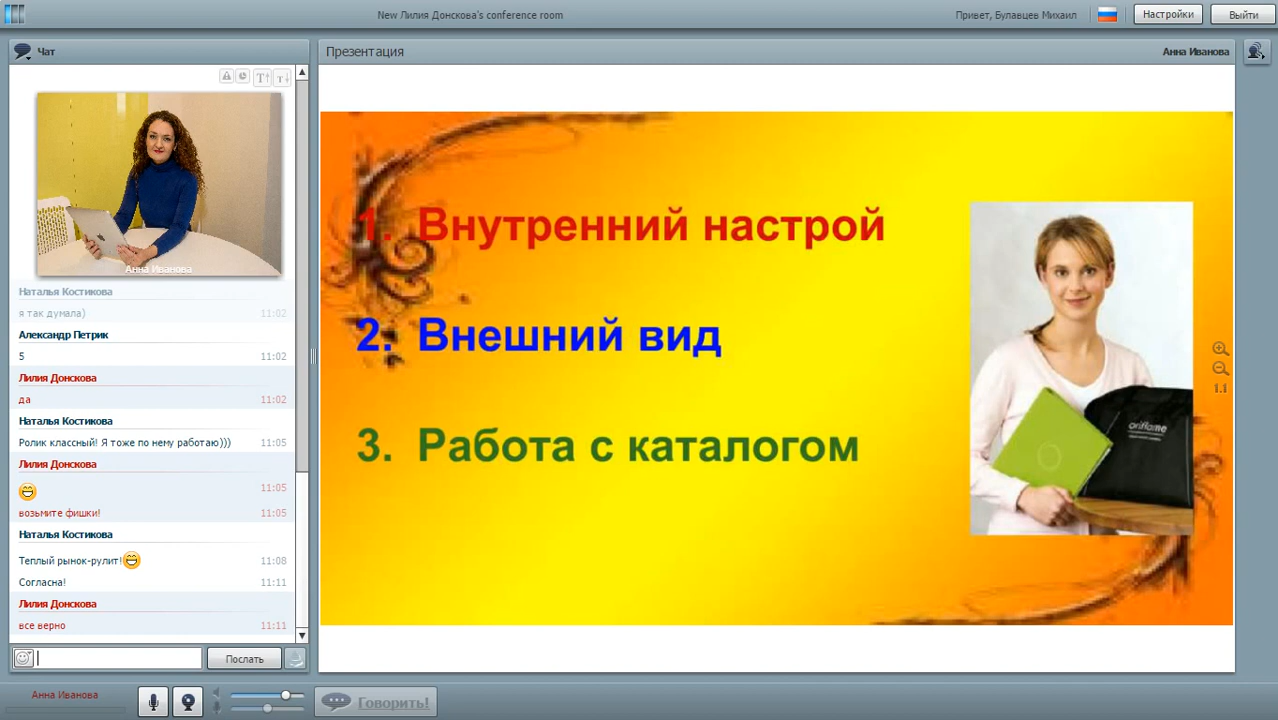 New Лилия Донскова's conference room
Привет, Булавцев Михаил
Настройки
Выйти
Чат
Презентация
Анна Иванова
Анна Иванова
Наталья Костикова
я так думала) 11:02
Александр Петрик
5 11:02
Лилия Донскова
да 11:02
Наталья Костикова
Ролик классный! Я тоже по нему работаю))) 11:05
Лилия Донскова
11:05
возьмите фишки! 11:05
Наталья Костикова
Теплый рынок-рулит! 11:08
Согласна! 11:11
Лилия Донскова
все верно 11:11
Послать
1. Внутренний настрой
2. Внешний вид
3. Работа с каталогом
oriflame
1.1
Анна Иванова
Говорить!